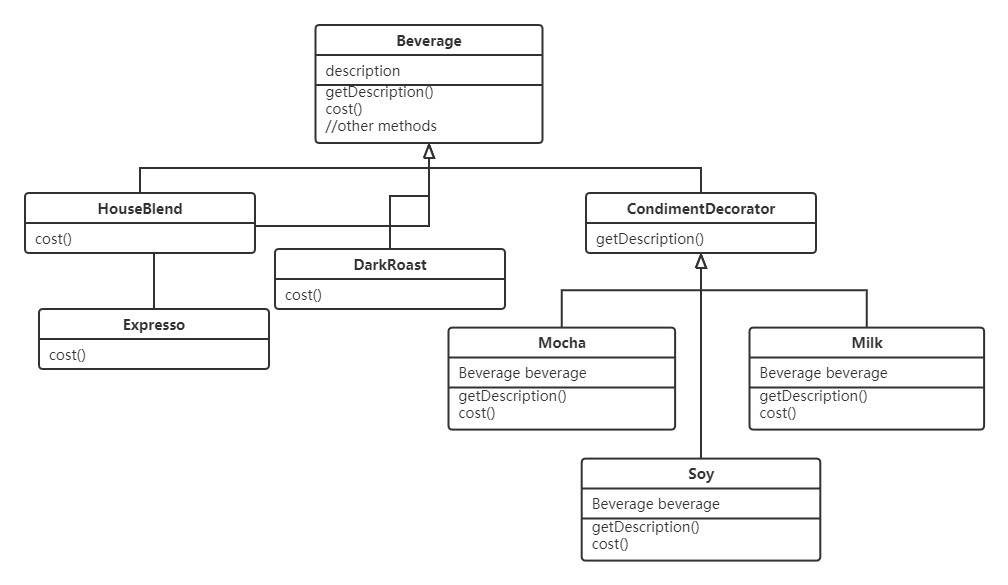 Beverage
description
getDescription()
cost()
//other methods
HouseBlend
cost()
CondimentDecorator
getDescription()
DarkRoast
cost()
Expresso
cost()
Mocha
Beverage beverage
getDescription()
cost()
Milk
Beverage beverage
getDescription()
cost()
Soy
Beverage beverage
getDescription()
cost()